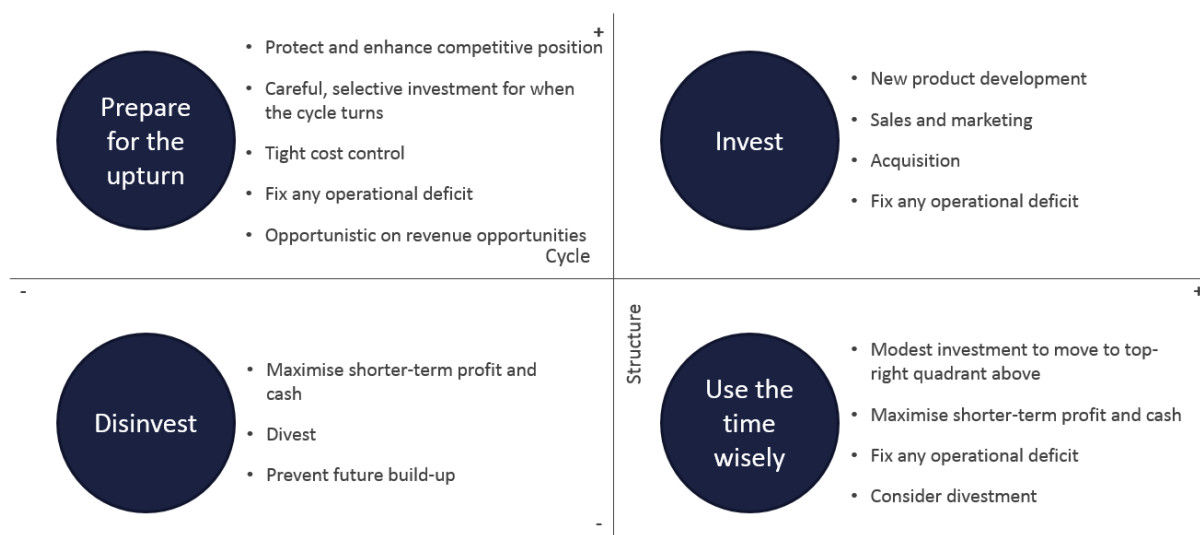 Prepare
for the
upturn
• Protect and enhance competitive position
• Careful, selective investment for when
the cycle turns
• Tight cost control
• Fix any operational deficit
• Opportunistic on revenue opportunities
+
Invest
• New product development
• Sales and marketing
• Acquisition
• Fix any operational deficit
Cycle
-
+
Structure
Disinvest
• Maximise shorter-term profit and
cash
• Divest
• Prevent future build-up
-
Use the
time
wisely
• Modest investment to move to top-
right quadrant above
• Maximise shorter-term profit and cash
• Fix any operational deficit
• Consider divestment